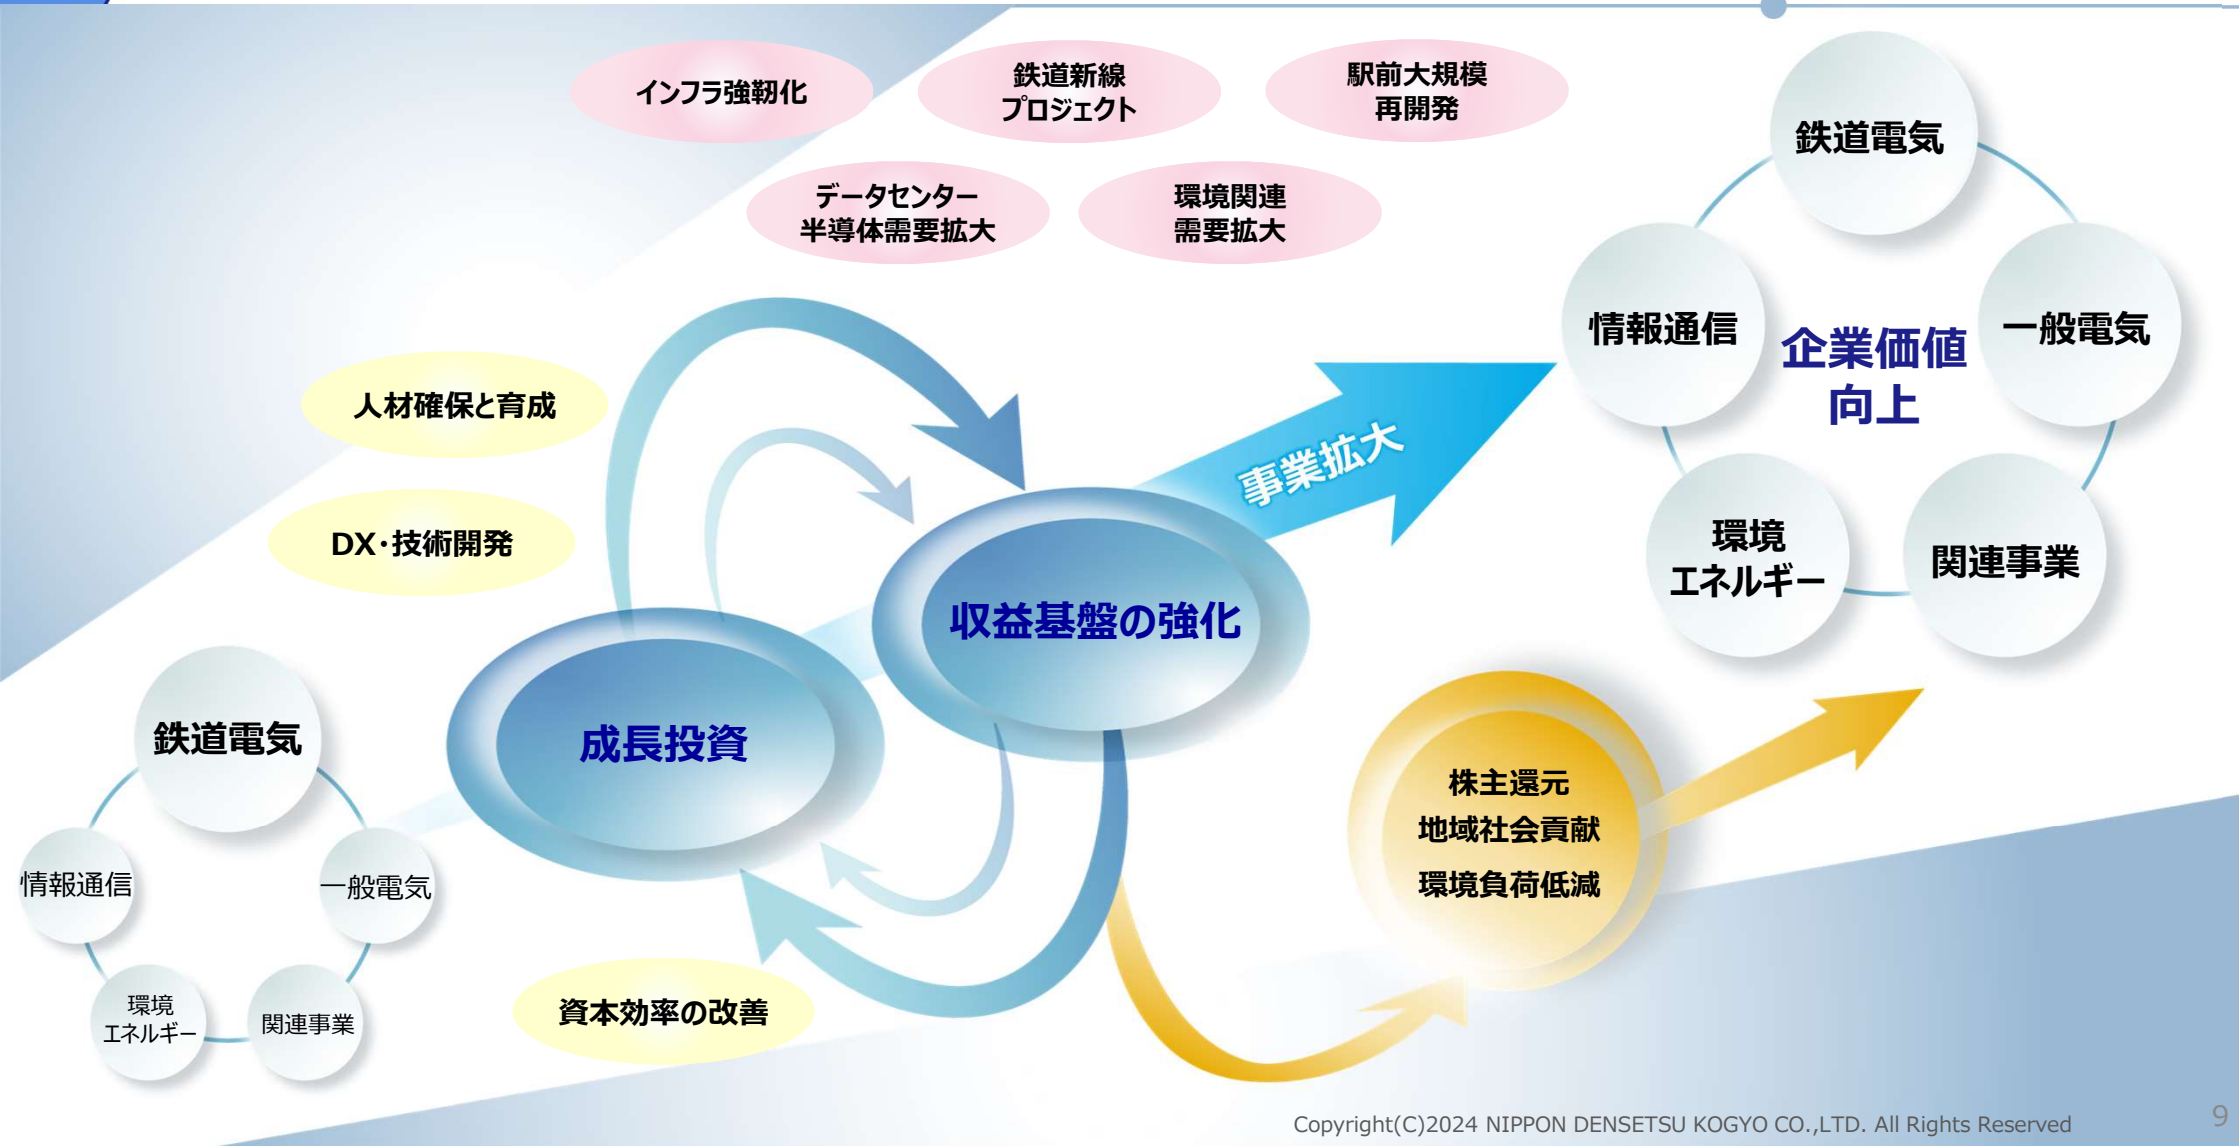 インフラ強靭化
鉄道新線
プロジェクト
駅前大規模
再開発
データセンター
半導体需要拡大
環境関連
需要拡大
鉄道電気
情報通信
一般電気
企業価値
向上
環境
エネルギー
関連事業
人材確保と育成
DX・技術開発
事業拡大
収益基盤の強化
成長投資
鉄道電気
情報通信
一般電気
環境
エネルギー
関連事業
資本効率の改善
株主還元
地域社会貢献
環境負荷低減
Copyright(C)2024 NIPPON DENSETSU KOGYO CO.,LTD. All Rights Reserved
9